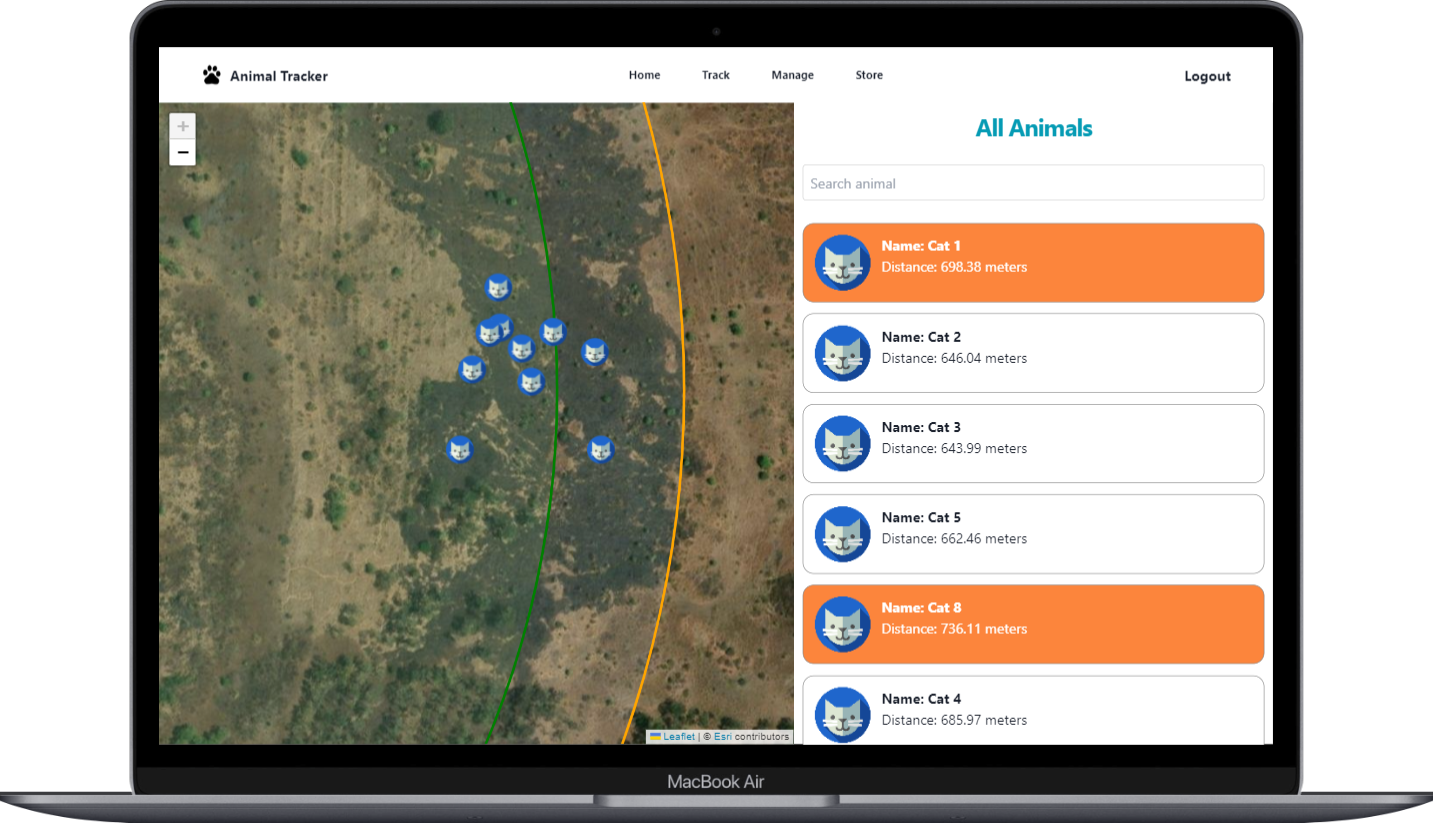 Animal Tracker
Home
Track
Manage
Store
Logout
+
−
All Animals
Search animal
Name: Cat 1
Distance: 698.38 meters
Name: Cat 2
Distance: 646.04 meters
Name: Cat 3
Distance: 643.99 meters
Name: Cat 5
Distance: 662.46 meters
Name: Cat 8
Distance: 736.11 meters
Name: Cat 4
Distance: 685.97 meters
Leaflet | © Esri contributors
MacBook Air